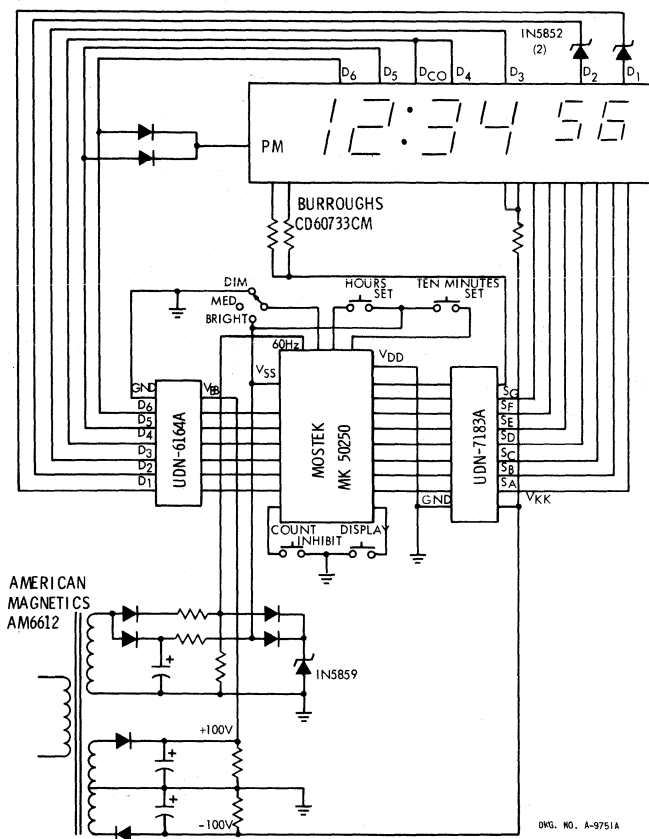 IN5852
(2)
D6 D5 DCO D4 D3 D2 D1
PM 12:34 56
BURROUGHS
CD60733CM
DIM
MED
BRIGHT
HOURS
SET
TEN MINUTES
SET
60Hz
VSS
VDD
GND
VBB
D6
D5
D4
D3
D2
D1
UDN-6164A
MOSTEK
MK 50250
UDN-7183A
SG
SF
SE
SD
SC
SB
SA
GND
VKK
COUNT
INHIBIT
DISPLAY
AMERICAN
MAGNETICS
AM6612
+
IN5859
+100V
+
+
-100V
DWG. NO. A-9751A